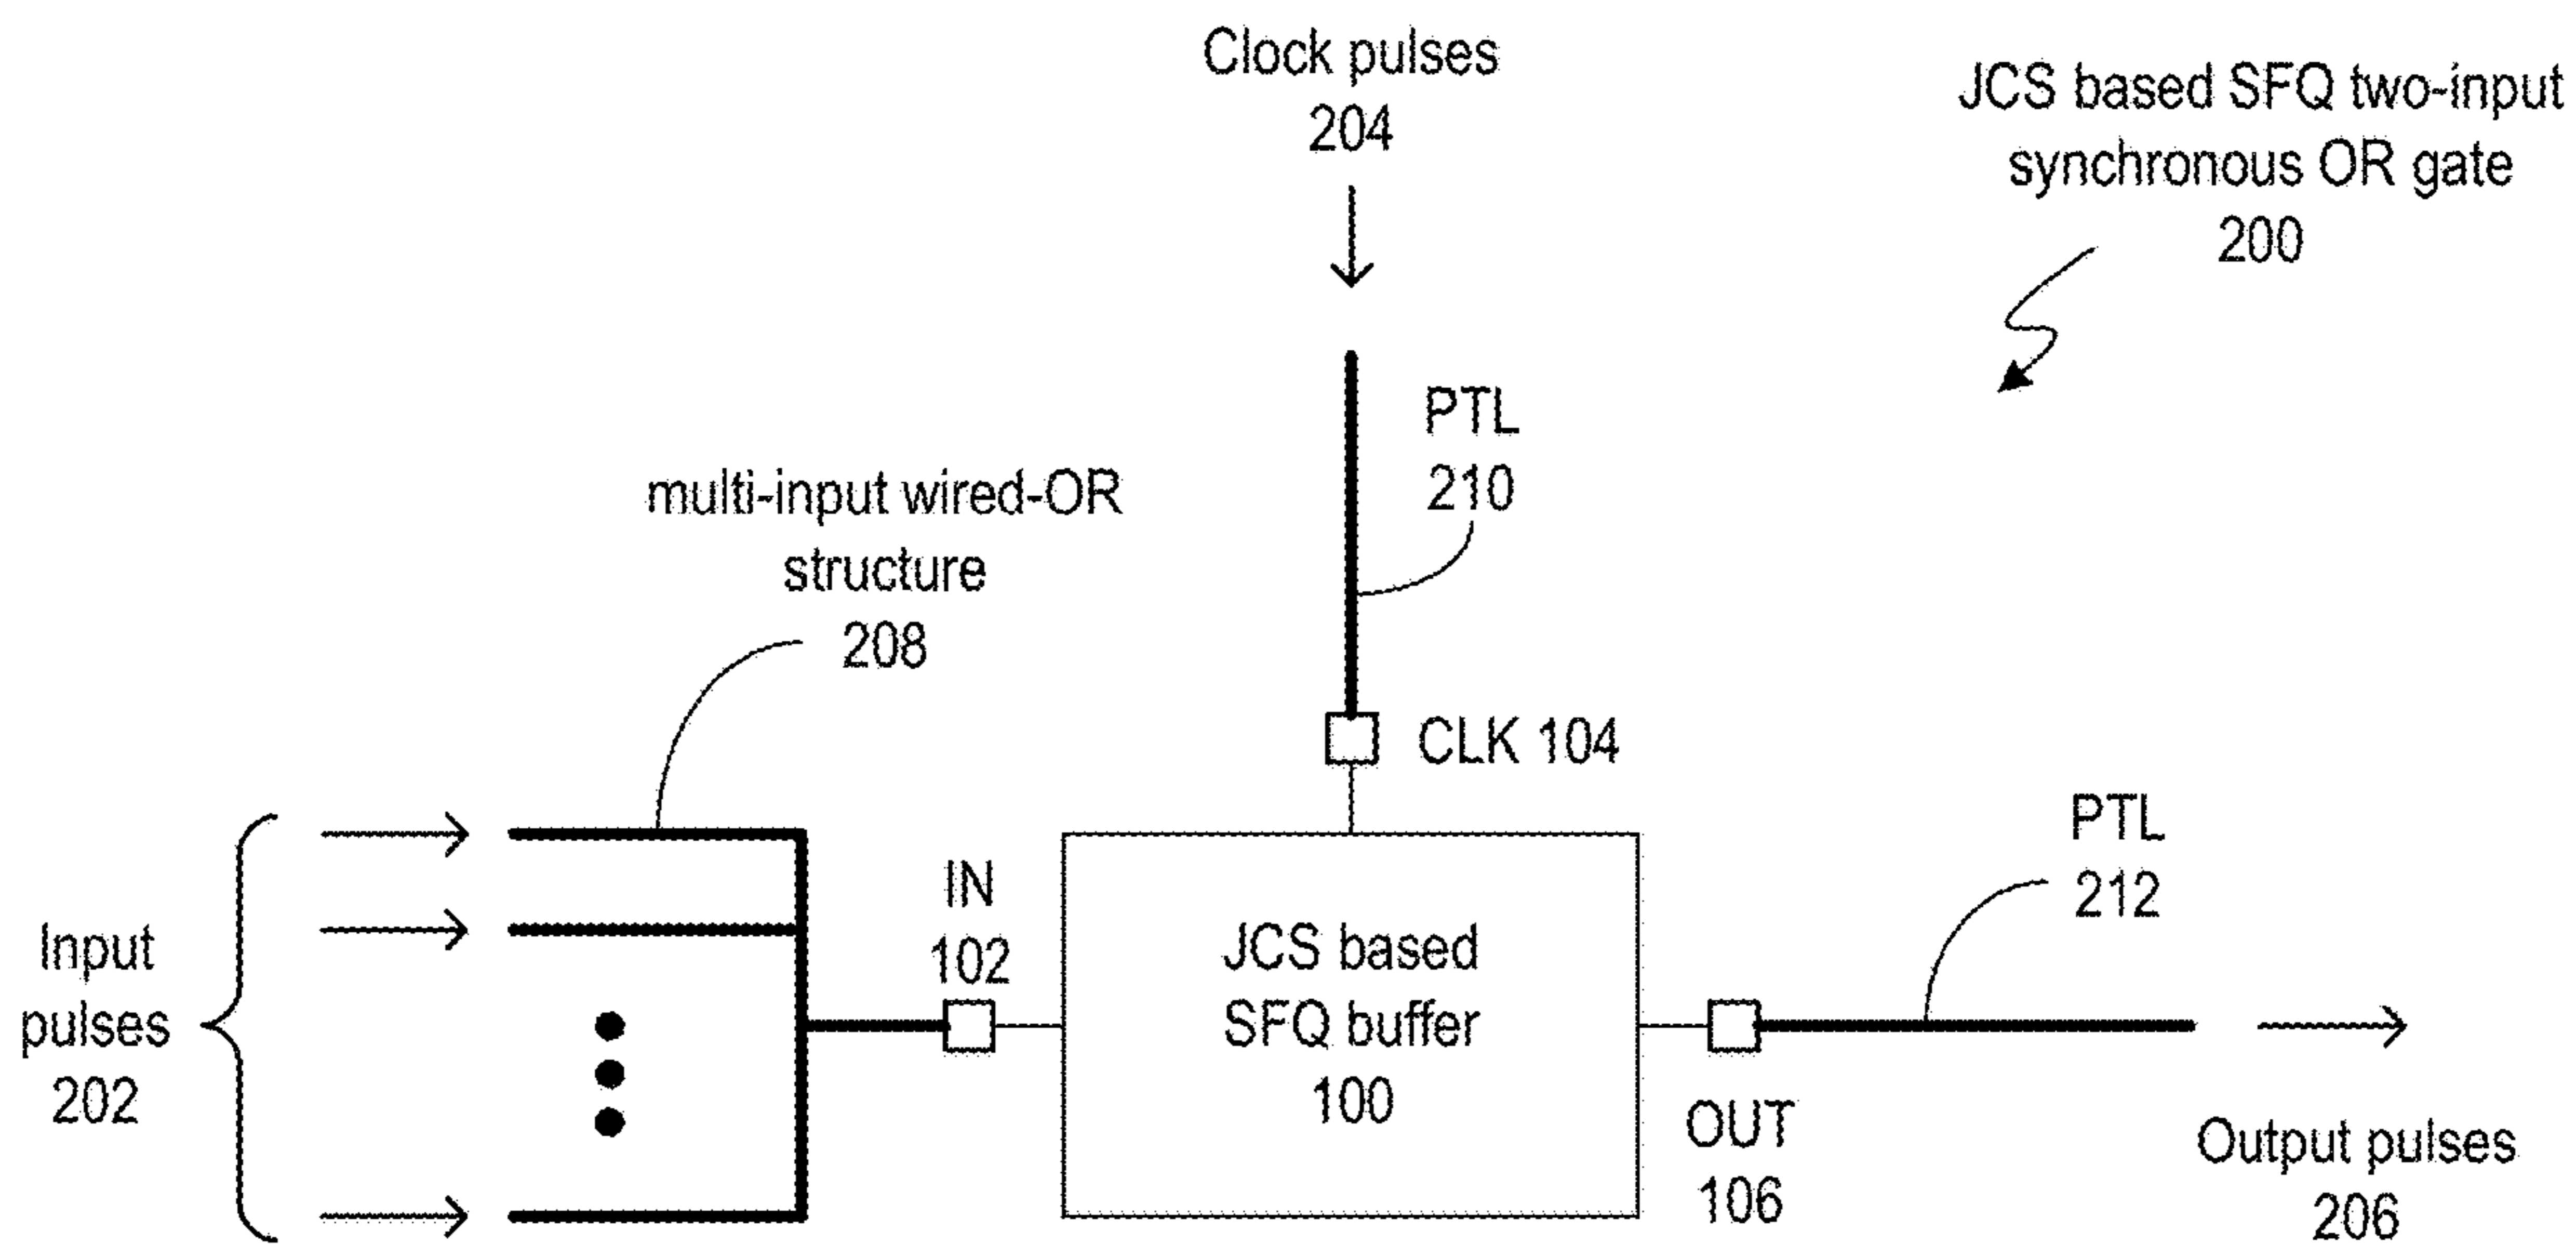 Clock pulses
204
JCS based SFQ two-input
synchronous OR gate
200
PTL
210
multi-input wired-OR
structure
208
CLK 104
PTL
212
IN
102
Input
pulses
202
JCS based
SFQ buffer
100
OUT
106
Output pulses
206